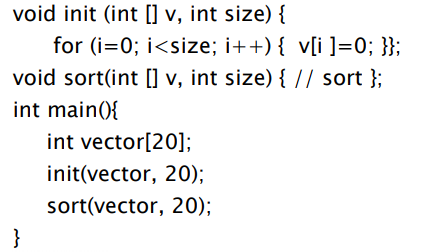 void init (int [] v, int size) {
for (i=0; i<size; i++) { v[i ]=0; }};
void sort(int [] v, int size) { // sort };
int main(){
int vector[20];
init(vector, 20);
sort(vector, 20);
}